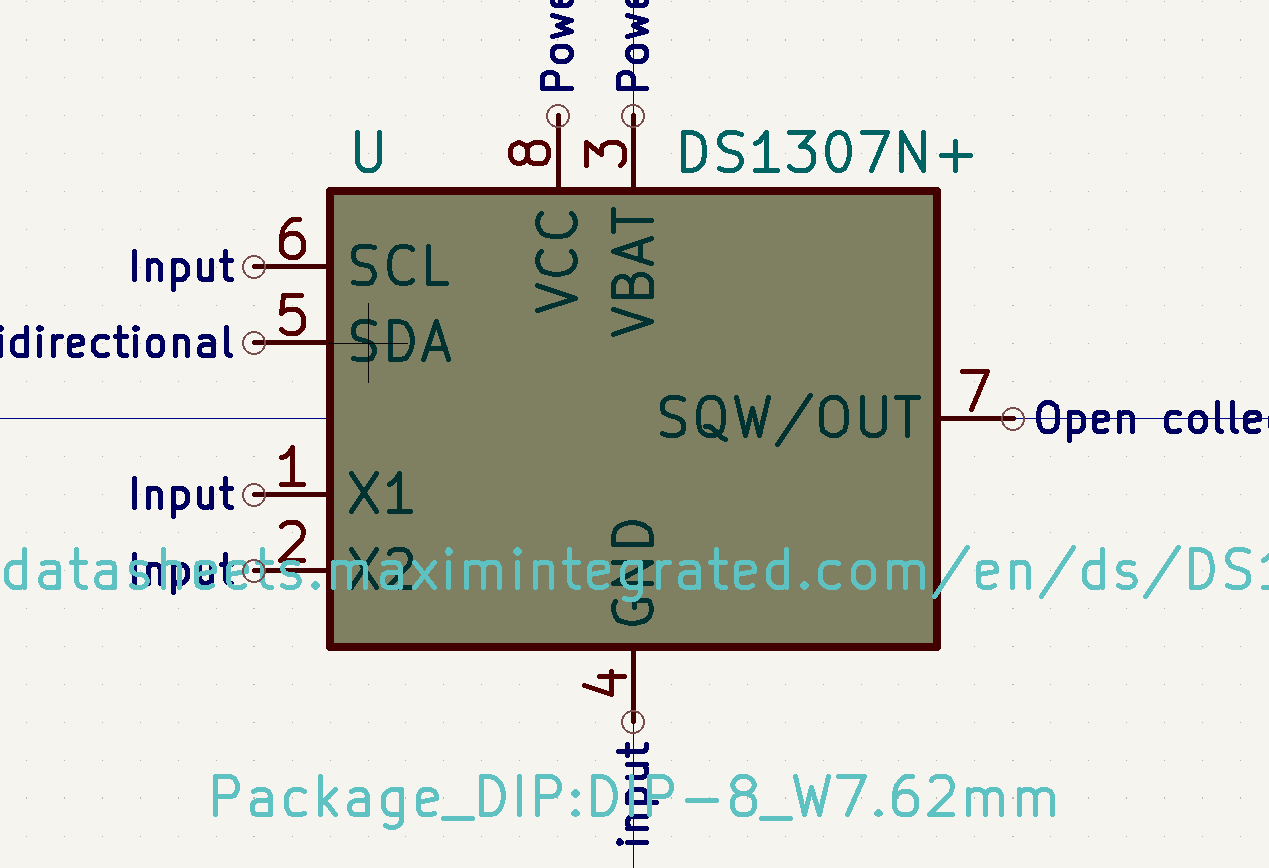 Powe
Powe
U
8
3
DS1307N+
6
Input
SCL
VCC
VBAT
5
idirectional
SDA
7
SQW/OUT
Open colle
1
Input
X1
2
Input
X2
datasheets.maximintegrated.com/en/ds/DS1
GND
4
input
Package_DIP:DIP-8_W7.62mm